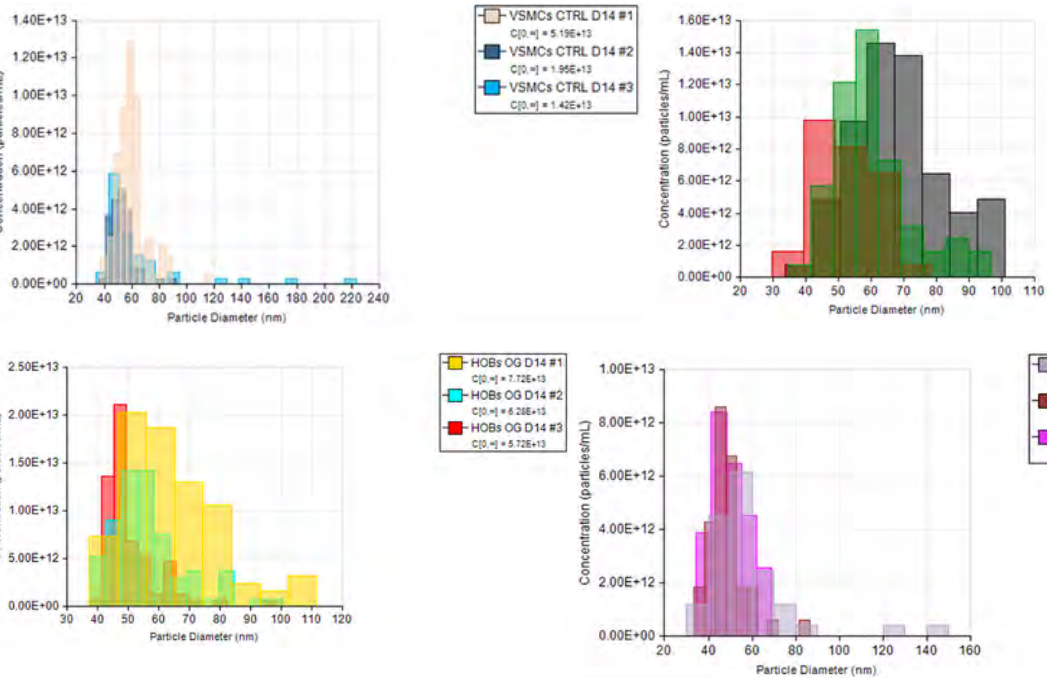 1.40E+13
1.20E+13
1.00E+13
8.00E+12
6.00E+12
4.00E+12
2.00E+12
0.00E+00
20 40 60 80 100 120 140 160 180 200 220 240
Particle Diameter (nm)
VSMCs CTRL D14 #1
C[0,∞] = 5.19E+13
VSMCs CTRL D14 #2
C[0,∞] = 1.95E+13
VSMCs CTRL D14 #3
C[0,∞] = 1.42E+13
1.60E+13
1.40E+13
1.20E+13
1.00E+13
8.00E+12
6.00E+12
4.00E+12
2.00E+12
0.00E+00
Concentration (particles/mL)
20 30 40 50 60 70 80 90 100 110
Particle Diameter (nm)
2.50E+13
2.00E+13
1.50E+13
1.00E+13
5.00E+12
0.00E+00
30 40 50 60 70 80 90 100 110 120
Particle Diameter (nm)
HOBs OG D14 #1
C[0,∞] = 7.72E+13
HOBs OG D14 #2
C[0,∞] = 6.28E+13
HOBs OG D14 #3
C[0,∞] = 5.72E+13
1.00E+13
8.00E+12
6.00E+12
4.00E+12
2.00E+12
0.00E+00
Concentration (particles/mL)
20 40 60 80 100 120 140 160
Particle Diameter (nm)